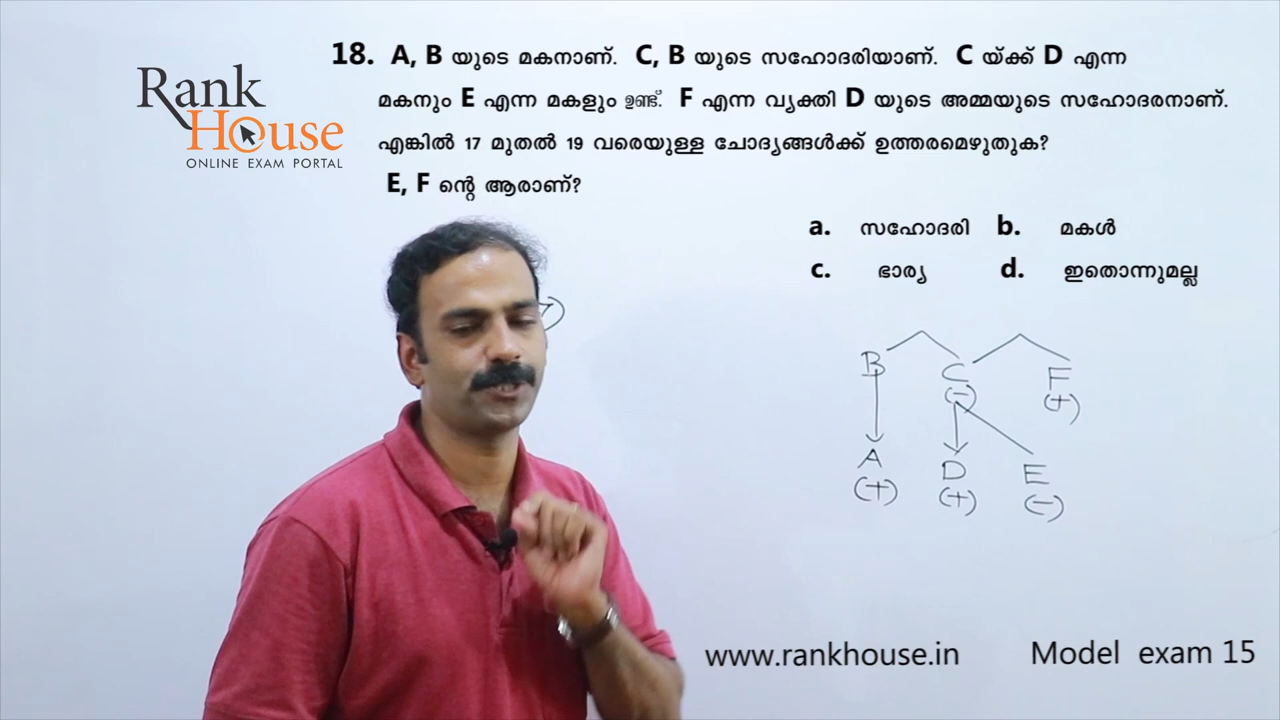 Rank
House
ONLINE EXAM PORTAL
18. A, B യുടെ മകനാണ്. C, B യുടെ സഹോദരിയാണ്. C യ്ക്ക് D എന്ന
മകനും E എന്ന മകളും ഉണ്ട്. F എന്ന വ്യക്തി D യുടെ അമ്മയുടെ സഹോദരനാണ്.
എങ്കിൽ 17 മുതൽ 19 വരെയുള്ള ചോദ്യങ്ങൾക്ക് ഉത്തരമെഴുതുക?
E, F ന്റെ ആരാണ്?
a. സഹോദരി b. മകൾ
c. ഭാര്യ d. ഇതൊന്നുമല്ല
B C F
(-) (+)
A D E
(+) (+) (-)
www.rankhouse.in Model exam 15